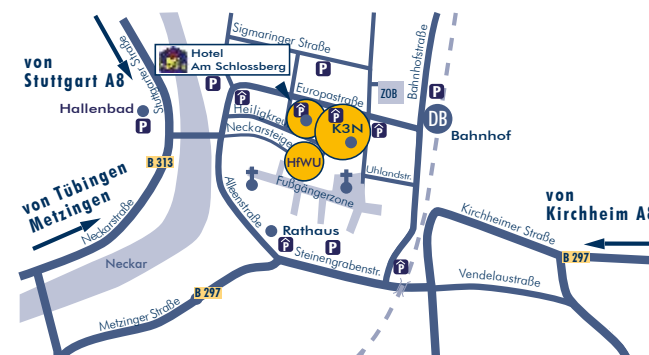 Sigmaringer Straße
Stuttgarter Straße
Bahnhofstraße
Hotel
Am Schlossberg
von
Stuttgart A8
P
P
P
P
Europastraße
ZOB
Hallenbad
P
P
P
P
DB
Heiligkreu
K3N
Bahnhof
Neckarsteige
B 313
HfWU
Uhlandstr.
Fußgängerzone
von Tübingen
Metzingen
Alleenstraße
von
Kirchheim A8
Neckarstraße
Kirchheimer Straße
Rathaus
P
P
Steinengrabenstr.
P
B 297
Neckar
Vendelaustraße
B 297
Metzinger Straße